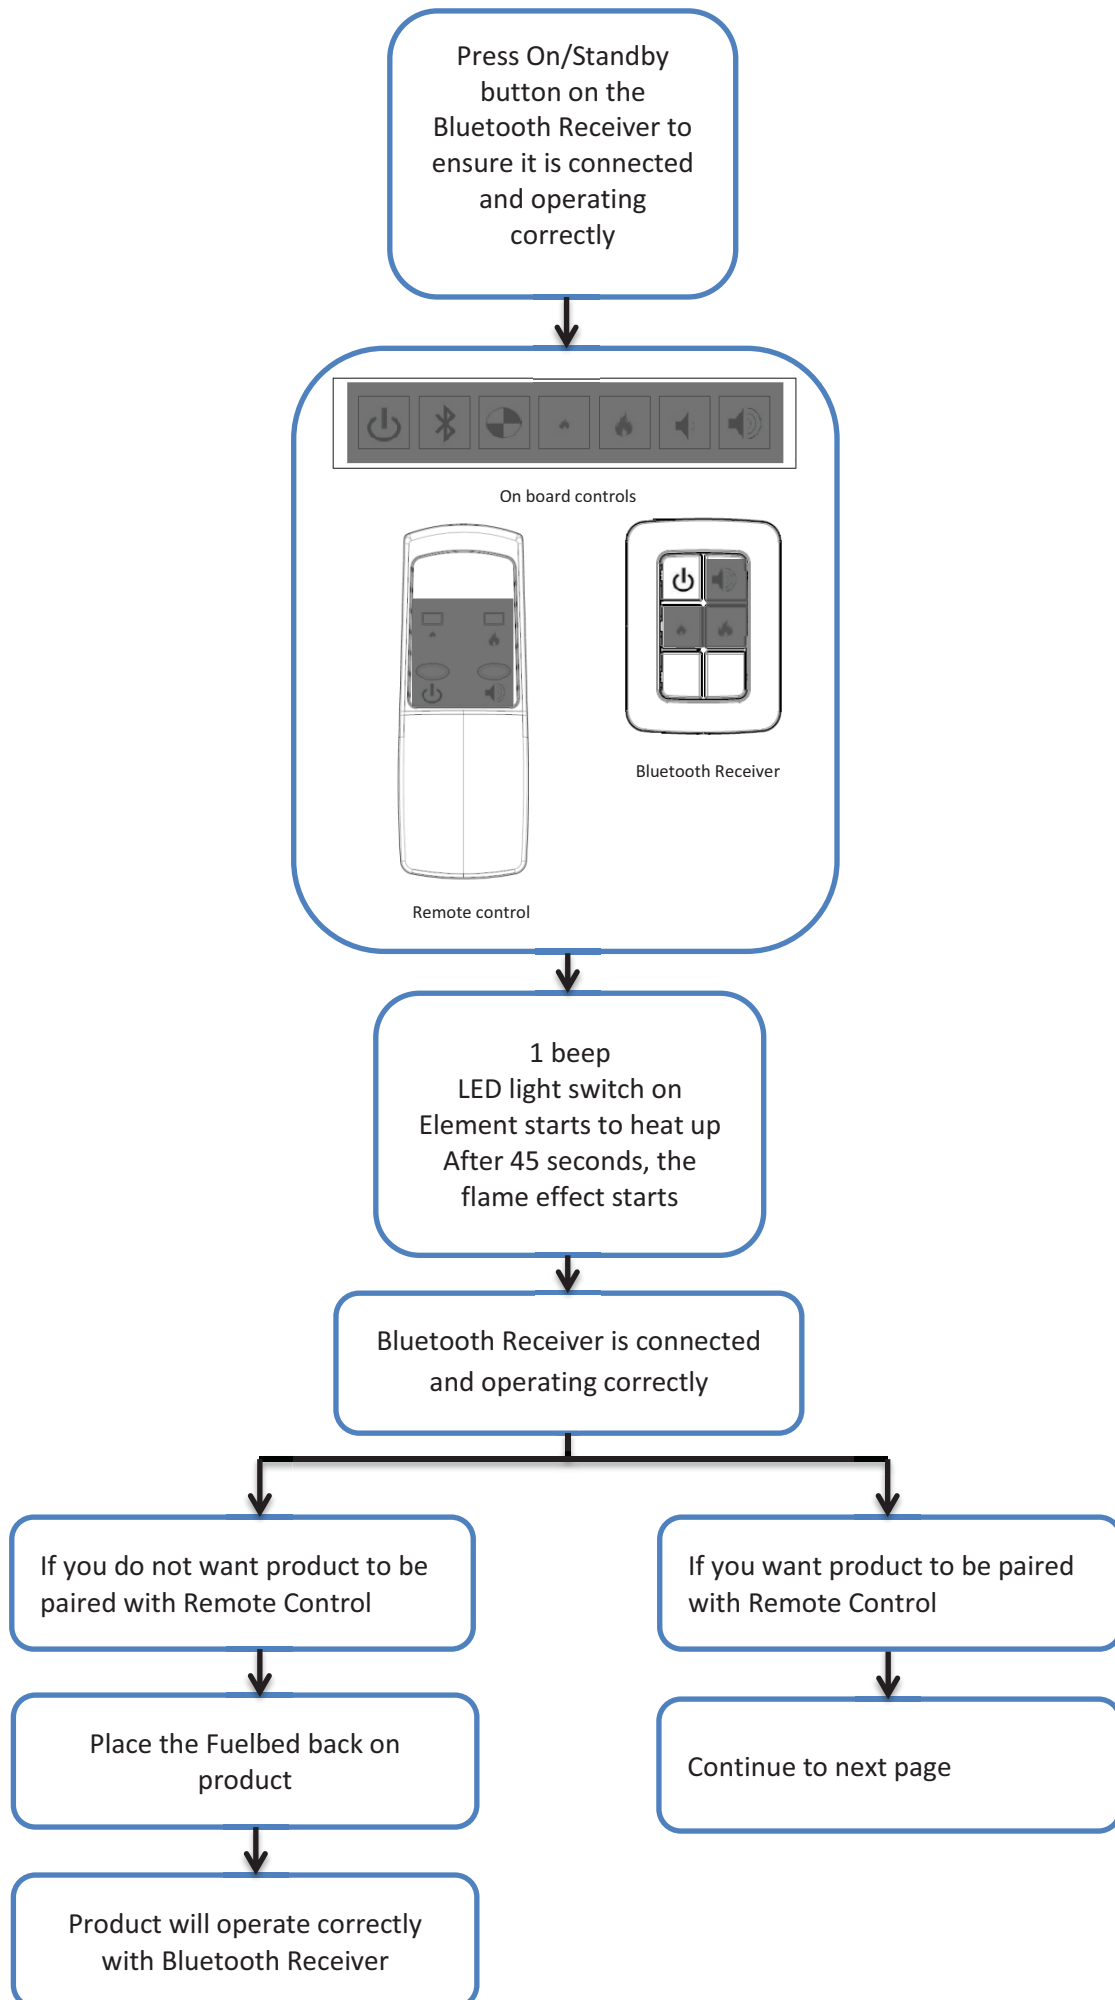 Press On/Standby
button on the
Bluetooth Receiver to
ensure it is connected
and operating
correctly
On board controls
Bluetooth Receiver
Remote control
1 beep
LED light switch on
Element starts to heat up
After 45 seconds, the
flame effect starts
Bluetooth Receiver is connected
and operating correctly
If you do not want product to be
paired with Remote Control
If you want product to be paired
with Remote Control
Place the Fuelbed back on
product
Continue to next page
Product will operate correctly
with Bluetooth Receiver